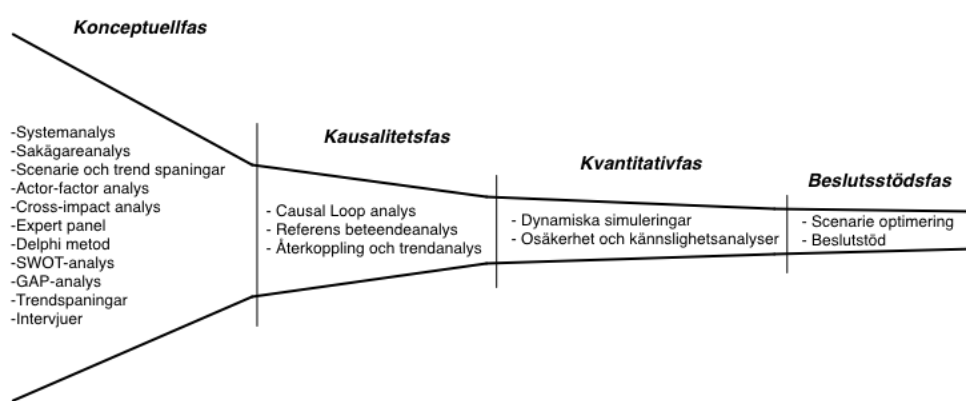 Konceptuellfas
-Systemanalys
-Sakägareanalys
-Scenarie och trend spaningar
-Actor-factor analys
-Cross-impact analys
-Expert panel
-Delphi metod
-SWOT-analys
-GAP-analys
-Trendspaningar
-Intervjuer
Kausalitetsfas
- Causal Loop analys
- Referens beteendeanalys
- Återkoppling och trendanalys
Kvantitativfas
- Dynamiska simuleringar
- Osäkerhet och kännslighetsanalyser
Beslutsstödsfas
- Scenarie optimering
- Beslutstöd